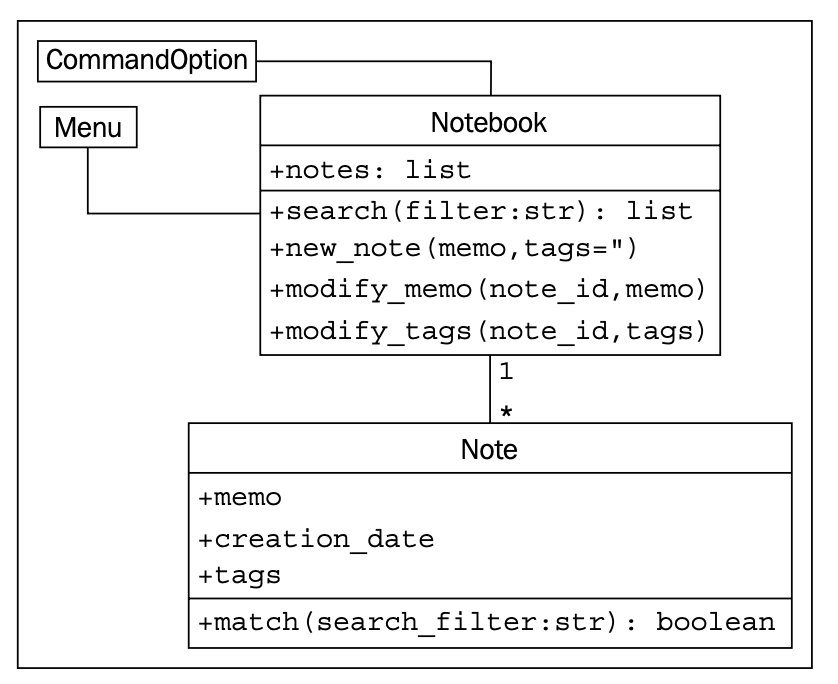 CommandOption
Menu
Notebook
+notes: list
+search(filter:str): list
+new_note(memo,tags=")
+modify_memo(note_id,memo)
+modify_tags(note_id,tags)
1
*
Note
+memo
+creation_date
+tags
+match(search_filter:str): boolean